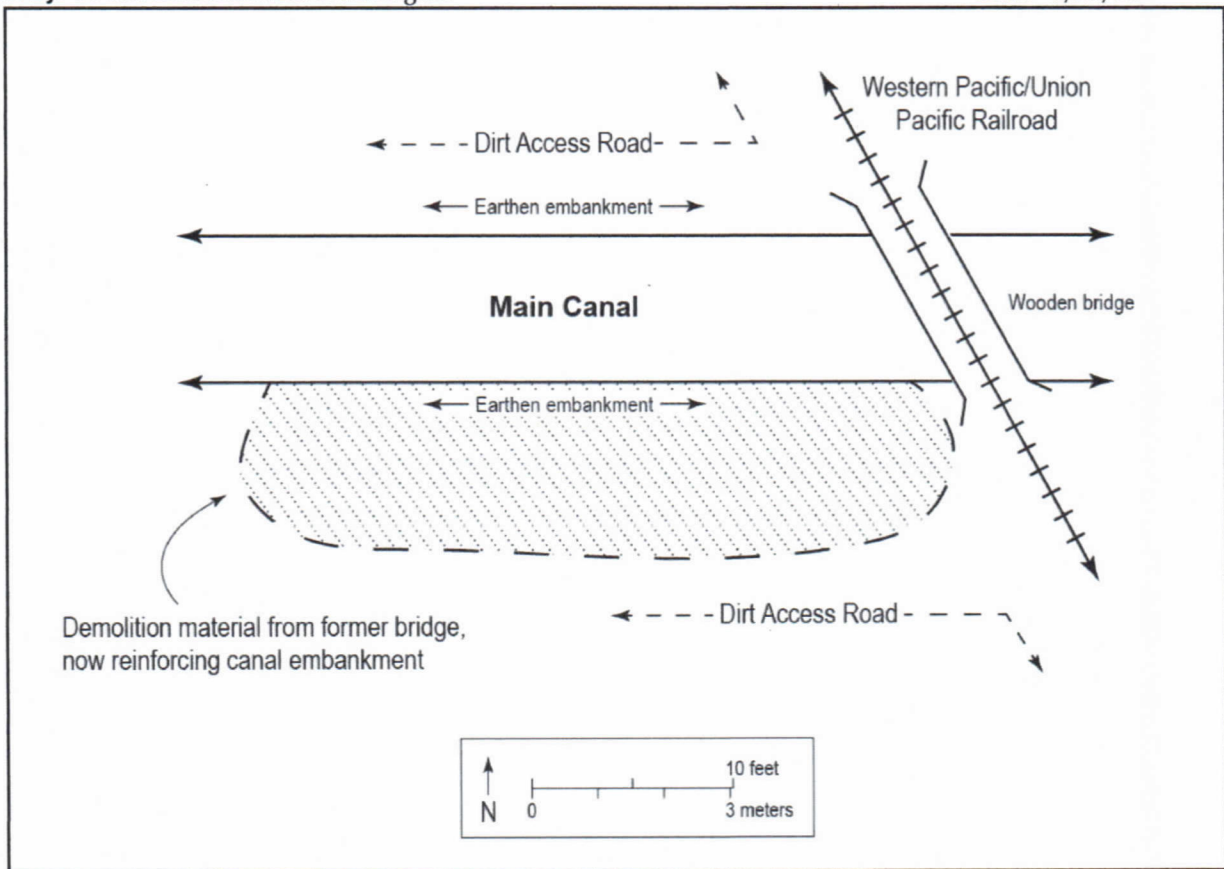 Western Pacific/Union
Pacific Railroad
Dirt Access Road
Earthen embankment
Main Canal
Wooden bridge
Earthen embankment
Dirt Access Road
Demolition material from former bridge,
now reinforcing canal embankment
10 feet
N
0
3 meters